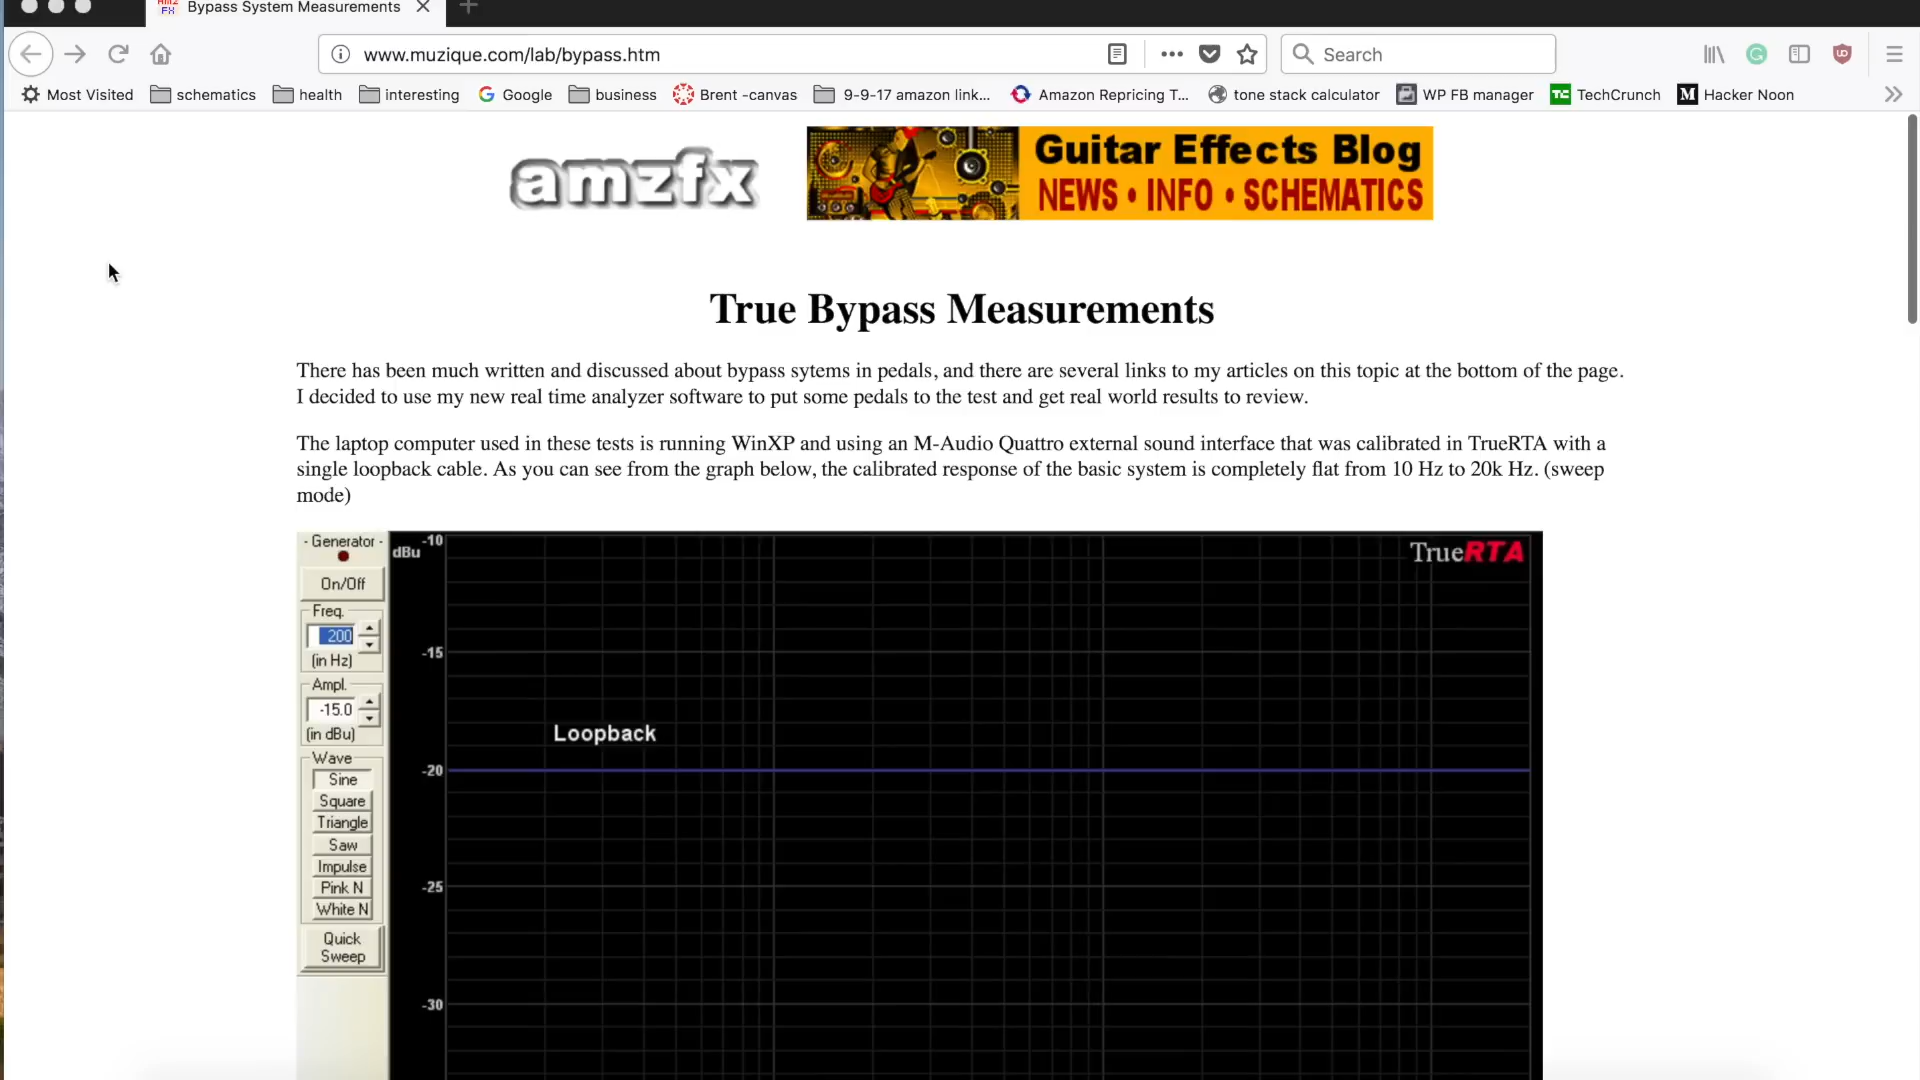 AMZ FX
Bypass System Measurements
www.muzique.com/lab/bypass.htm
Search
Most Visited schematics health interesting Google business Brent -canvas 9-9-17 amazon link... Amazon Repricing T... tone stack calculator WP FB manager TechCrunch Hacker Noon
amzfx
Guitar Effects Blog
NEWS • INFO • SCHEMATICS
True Bypass Measurements
There has been much written and discussed about bypass sytems in pedals, and there are several links to my articles on this topic at the bottom of the page.
I decided to use my new real time analyzer software to put some pedals to the test and get real world results to review.
The laptop computer used in these tests is running WinXP and using an M-Audio Quattro external sound interface that was calibrated in TrueRTA with a
single loopback cable. As you can see from the graph below, the calibrated response of the basic system is completely flat from 10 Hz to 20k Hz. (sweep
mode)
- Generator -
On/Off
Freq.
200
(in Hz)
Ampl.
-15.0
(in dBu)
Wave
Sine
Square
Triangle
Saw
Impulse
Pink N
White N
Quick
Sweep
dBu
-10
-15
-20
-25
-30
TrueRTA
Loopback